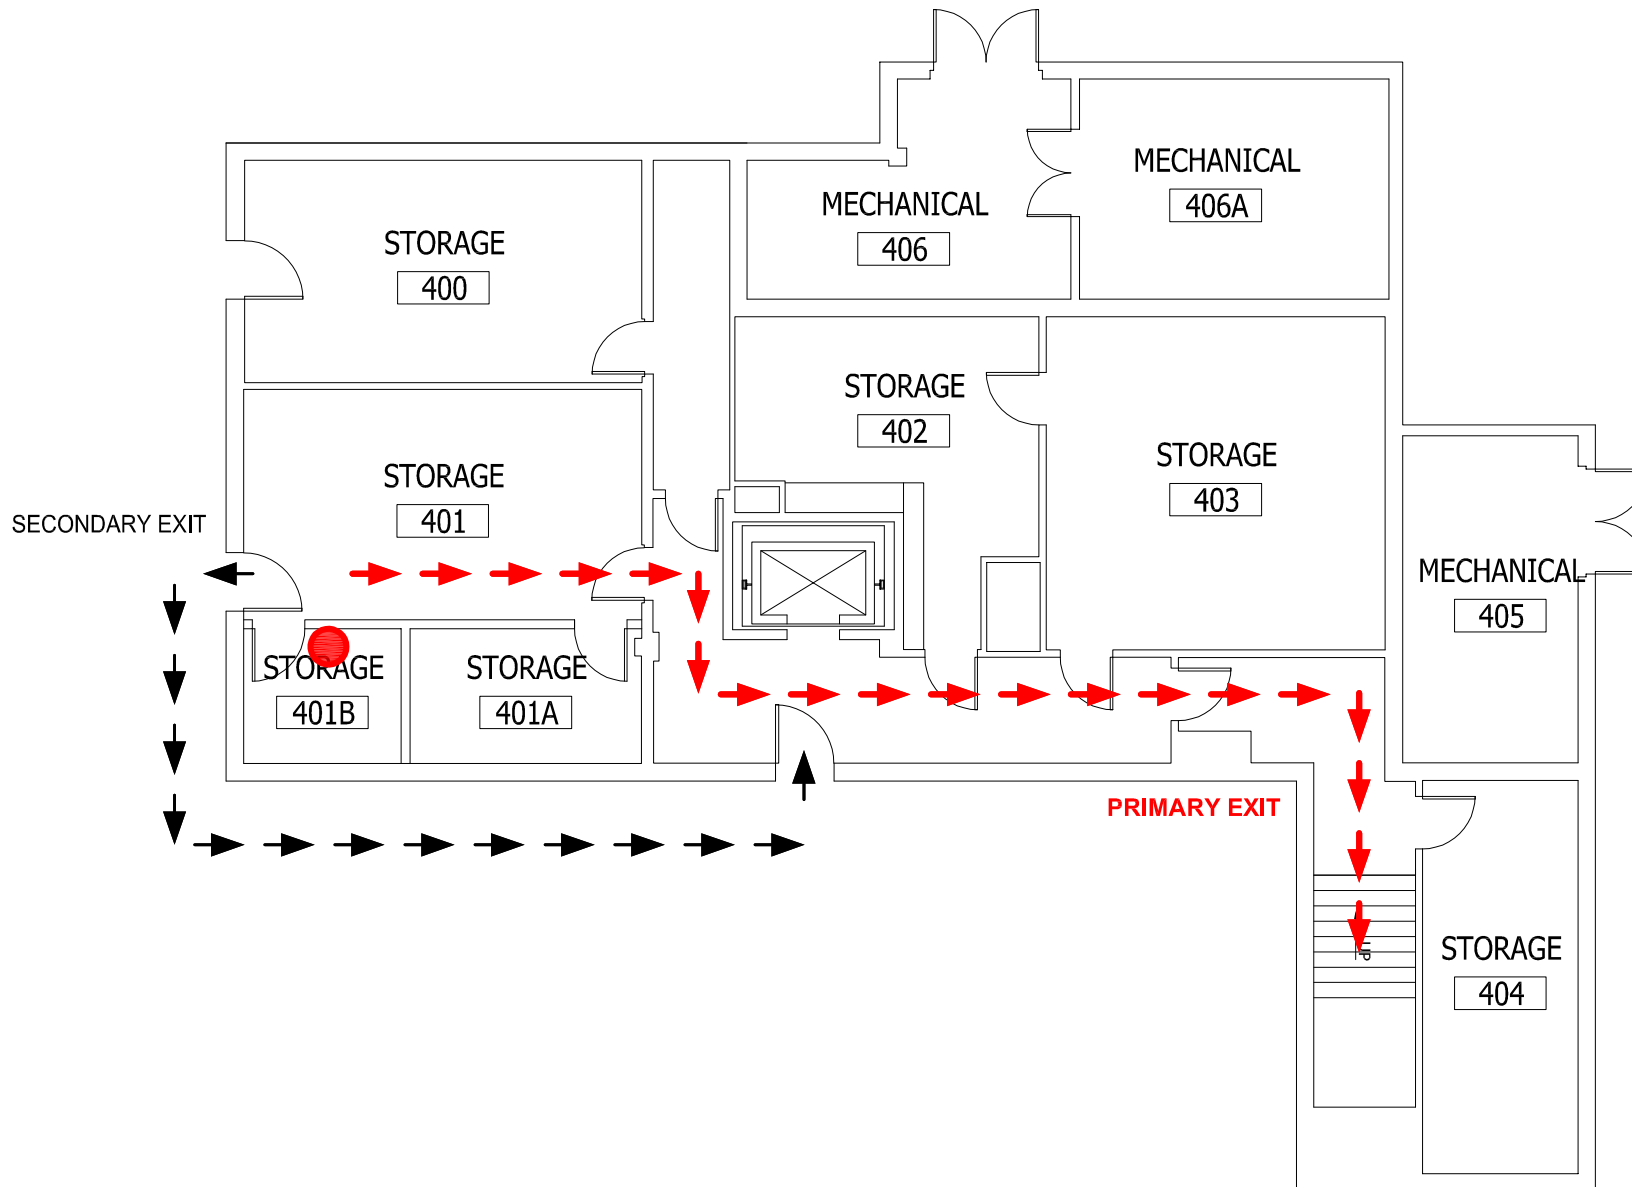 MECHANICAL
406A
MECHANICAL
406
STORAGE
400
STORAGE
402
STORAGE
403
STORAGE
401
SECONDARY EXIT
MECHANICAL
405
STORAGE
401B
STORAGE
401A
PRIMARY EXIT
UP
STORAGE
404